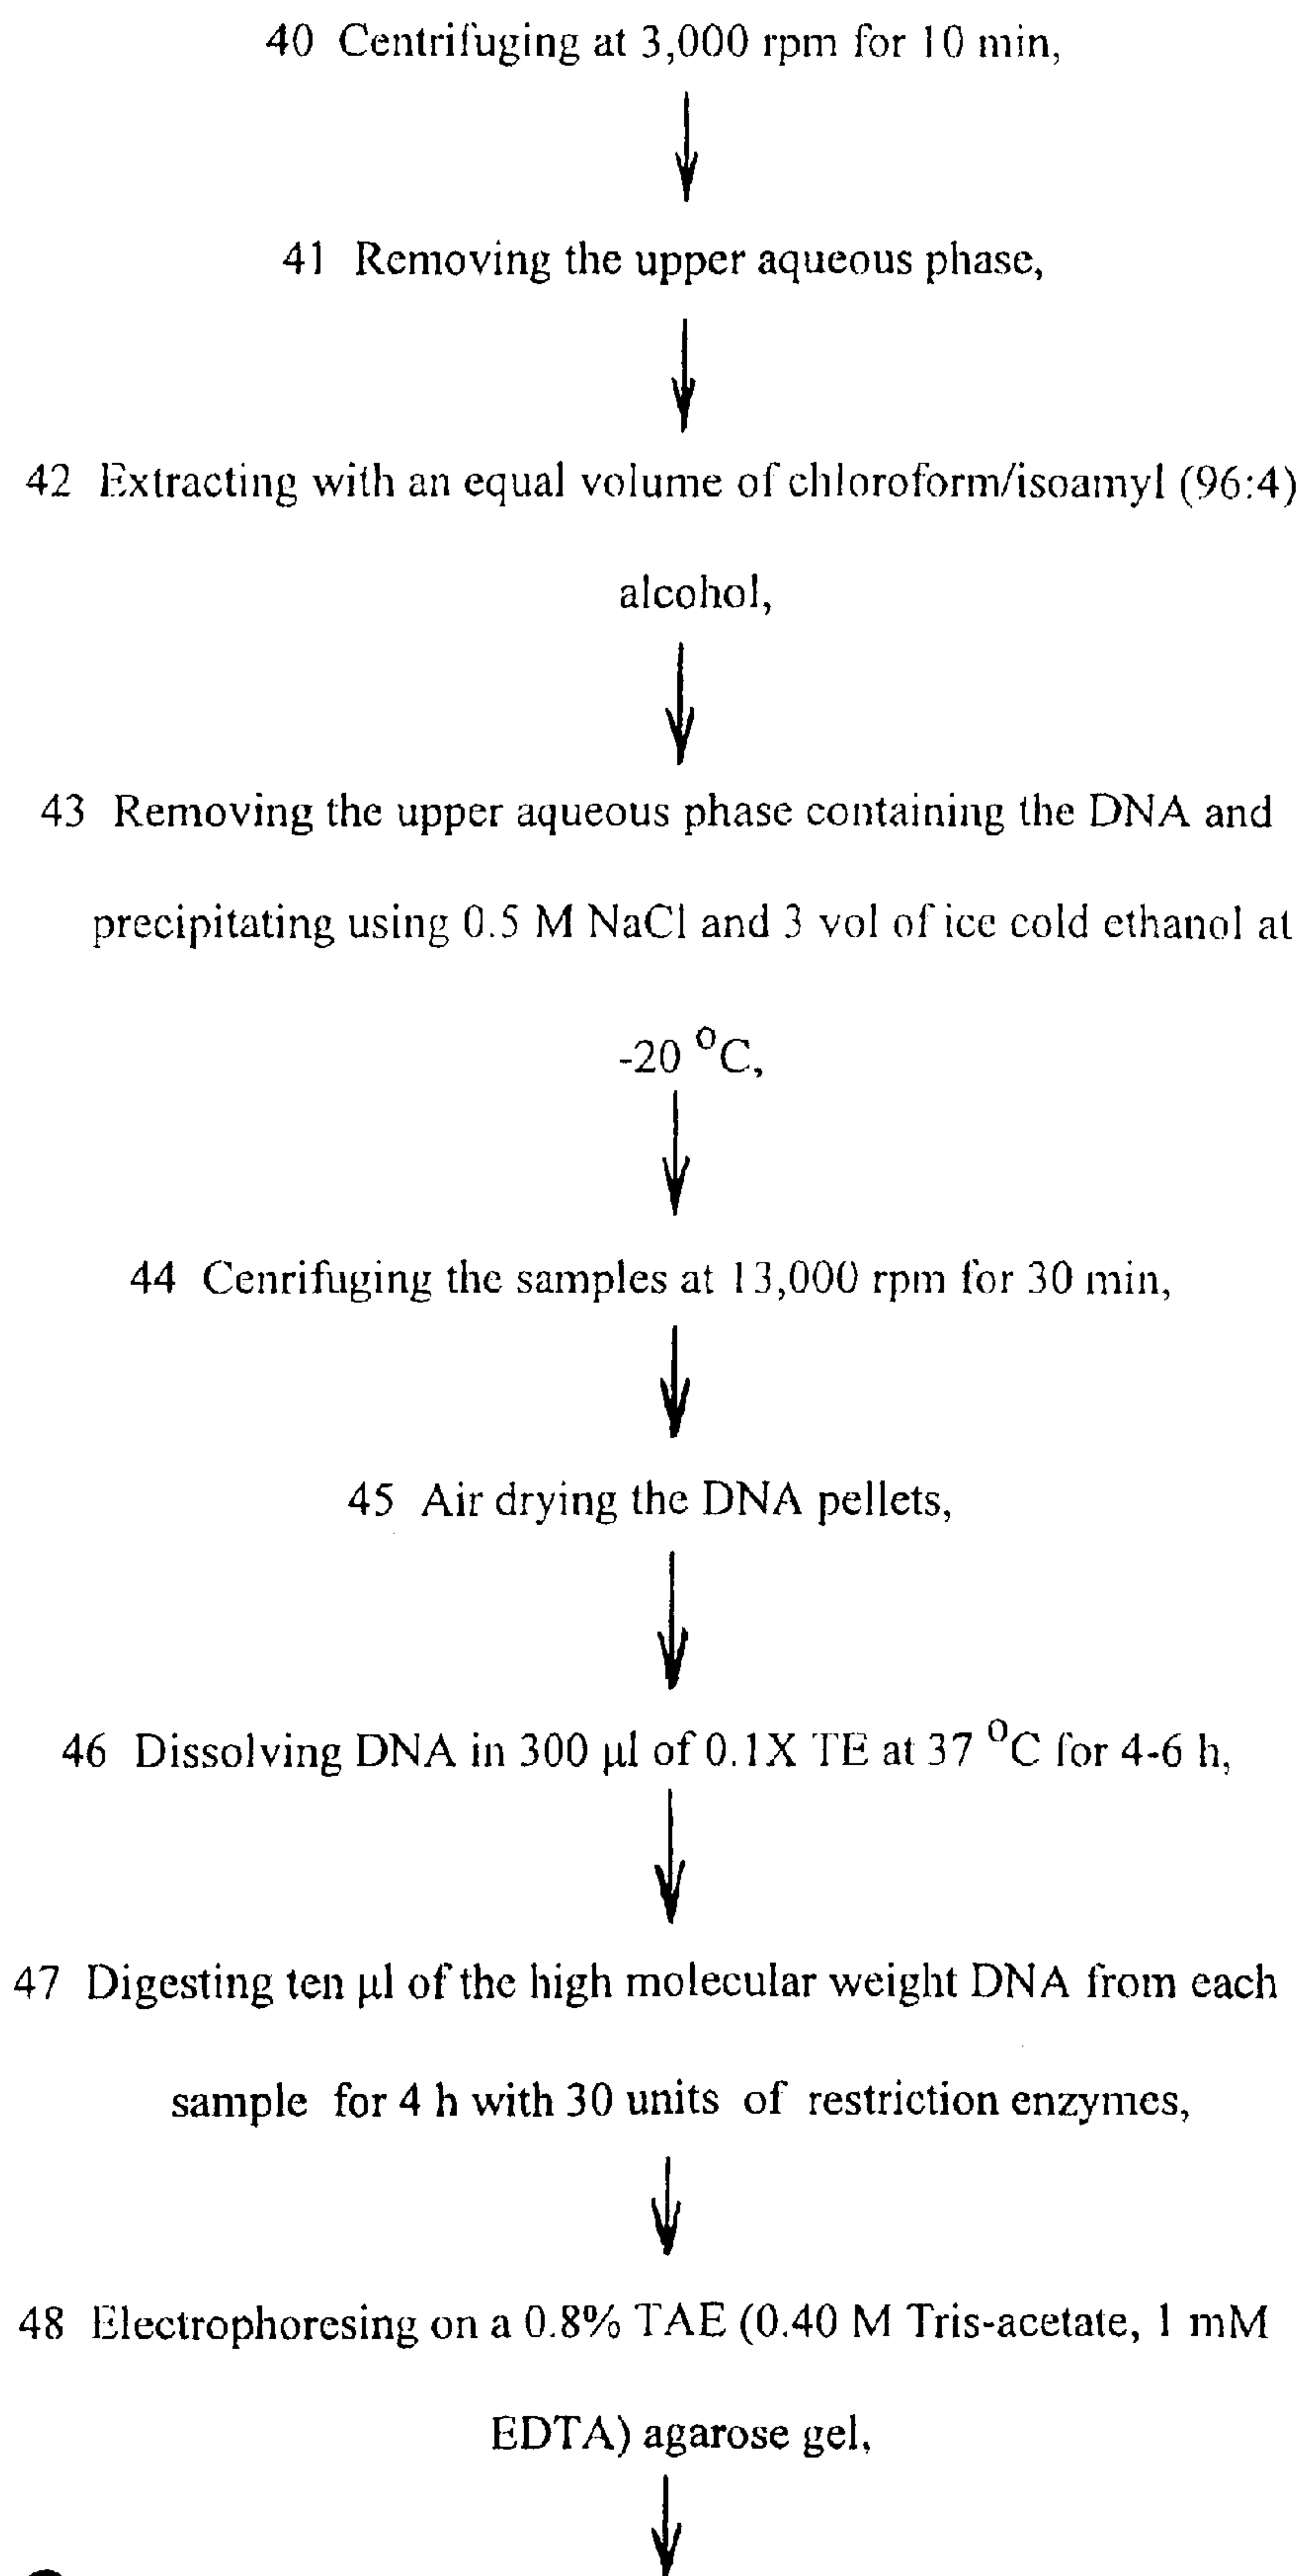 40 Centrifuging at 3,000 rpm for 10 min,
41 Removing the upper aqueous phase,
42 Extracting with an equal volume of chloroform/isoamyl (96:4)
alcohol,
43 Removing the upper aqueous phase containing the DNA and
precipitating using 0.5 M NaCl and 3 vol of ice cold ethanol at
-20 °C,
44 Cenrifuging the samples at 13,000 rpm for 30 min,
45 Air drying the DNA pellets,
46 Dissolving DNA in 300 µl of 0.1X TE at 37 °C for 4-6 h,
47 Digesting ten µl of the high molecular weight DNA from each
sample for 4 h with 30 units of restriction enzymes,
48 Electrophoresing on a 0.8% TAE (0.40 M Tris-acetate, 1 mM
EDTA) agarose gel,